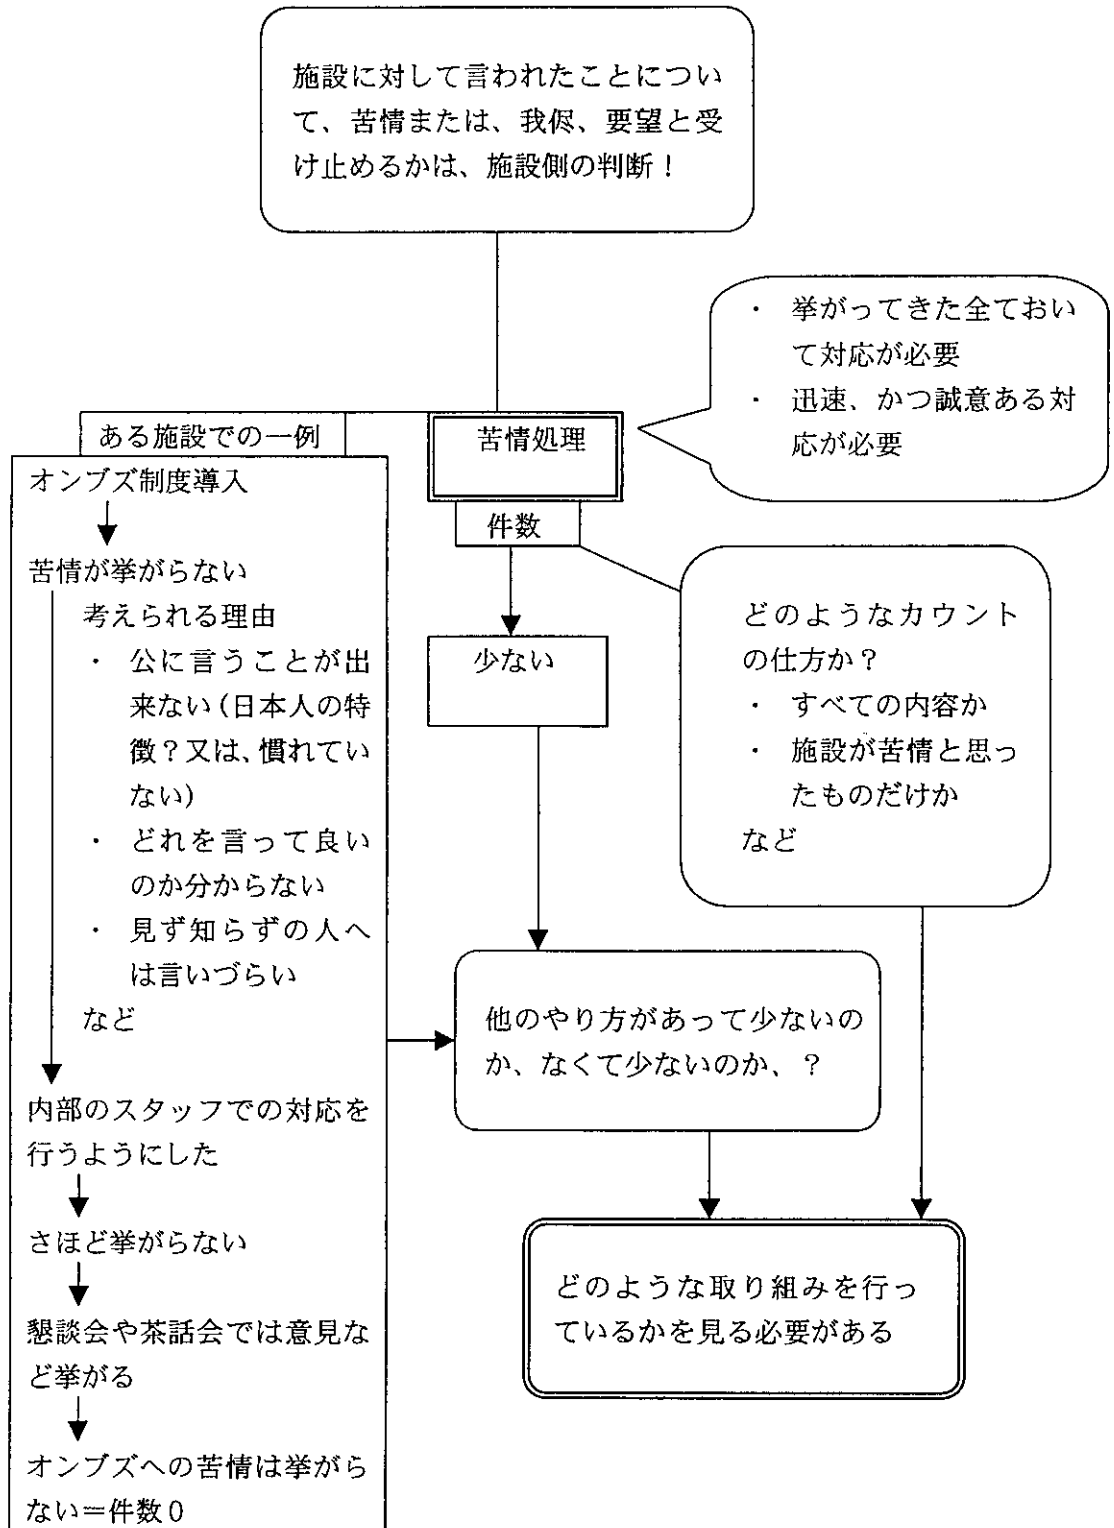 施設に対して言われたことについ
て、苦情または、我侭、要望と受
け止めるかは、施設側の判断！
・ 挙がってきた全ておい
て対応が必要
・ 迅速、かつ誠意ある対
応が必要
苦情処理
件数
少ない
どのようなカウント
の仕方か？
・ すべての内容か
・ 施設が苦情と思っ
たものだけか
など
ある施設での一例
オンブズ制度導入
苦情が挙がらない
考えられる理由
・ 公に言うことが出
来ない(日本人の特
徴？又は、慣れてい
ない)
・ どれを言って良い
のか分からない
・ 見ず知らずの人へ
は言いづらい
など
内部のスタッフでの対応を
行うようにした
さほど挙がらない
懇談会や茶話会では意見な
ど挙がる
オンブズへの苦情は挙がら
ない＝件数０
他のやり方があって少ないの
か、なくて少ないのか、？
どのような取り組みを行っ
ているかを見る必要がある